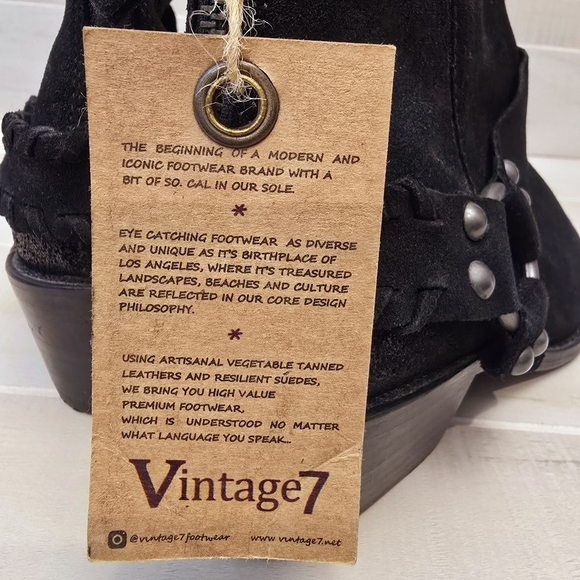 THE BEGINNING OF A MODERN AND
ICONIC FOOTWEAR BRAND WITH A
BIT OF SO. CAL IN OUR SOLE.
*
EYE CATCHING FOOTWEAR AS DIVERSE
AND UNIQUE AS IT'S BIRTHPLACE OF
LOS ANGELES, WHERE IT'S TREASURED
LANDSCAPES, BEACHES AND CULTURE
ARE REFLECTED IN OUR CORE DESIGN
PHILOSOPHY.
*
USING ARTISANAL VEGETABLE TANNED
LEATHERS AND RESILIENT SUEDES,
WE BRING YOU HIGH VALUE
PREMIUM FOOTWEAR,
WHICH IS UNDERSTOOD NO MATTER
WHAT LANGUAGE YOU SPEAK...
Vintage7
@vintage7footwear www.vintage7.net